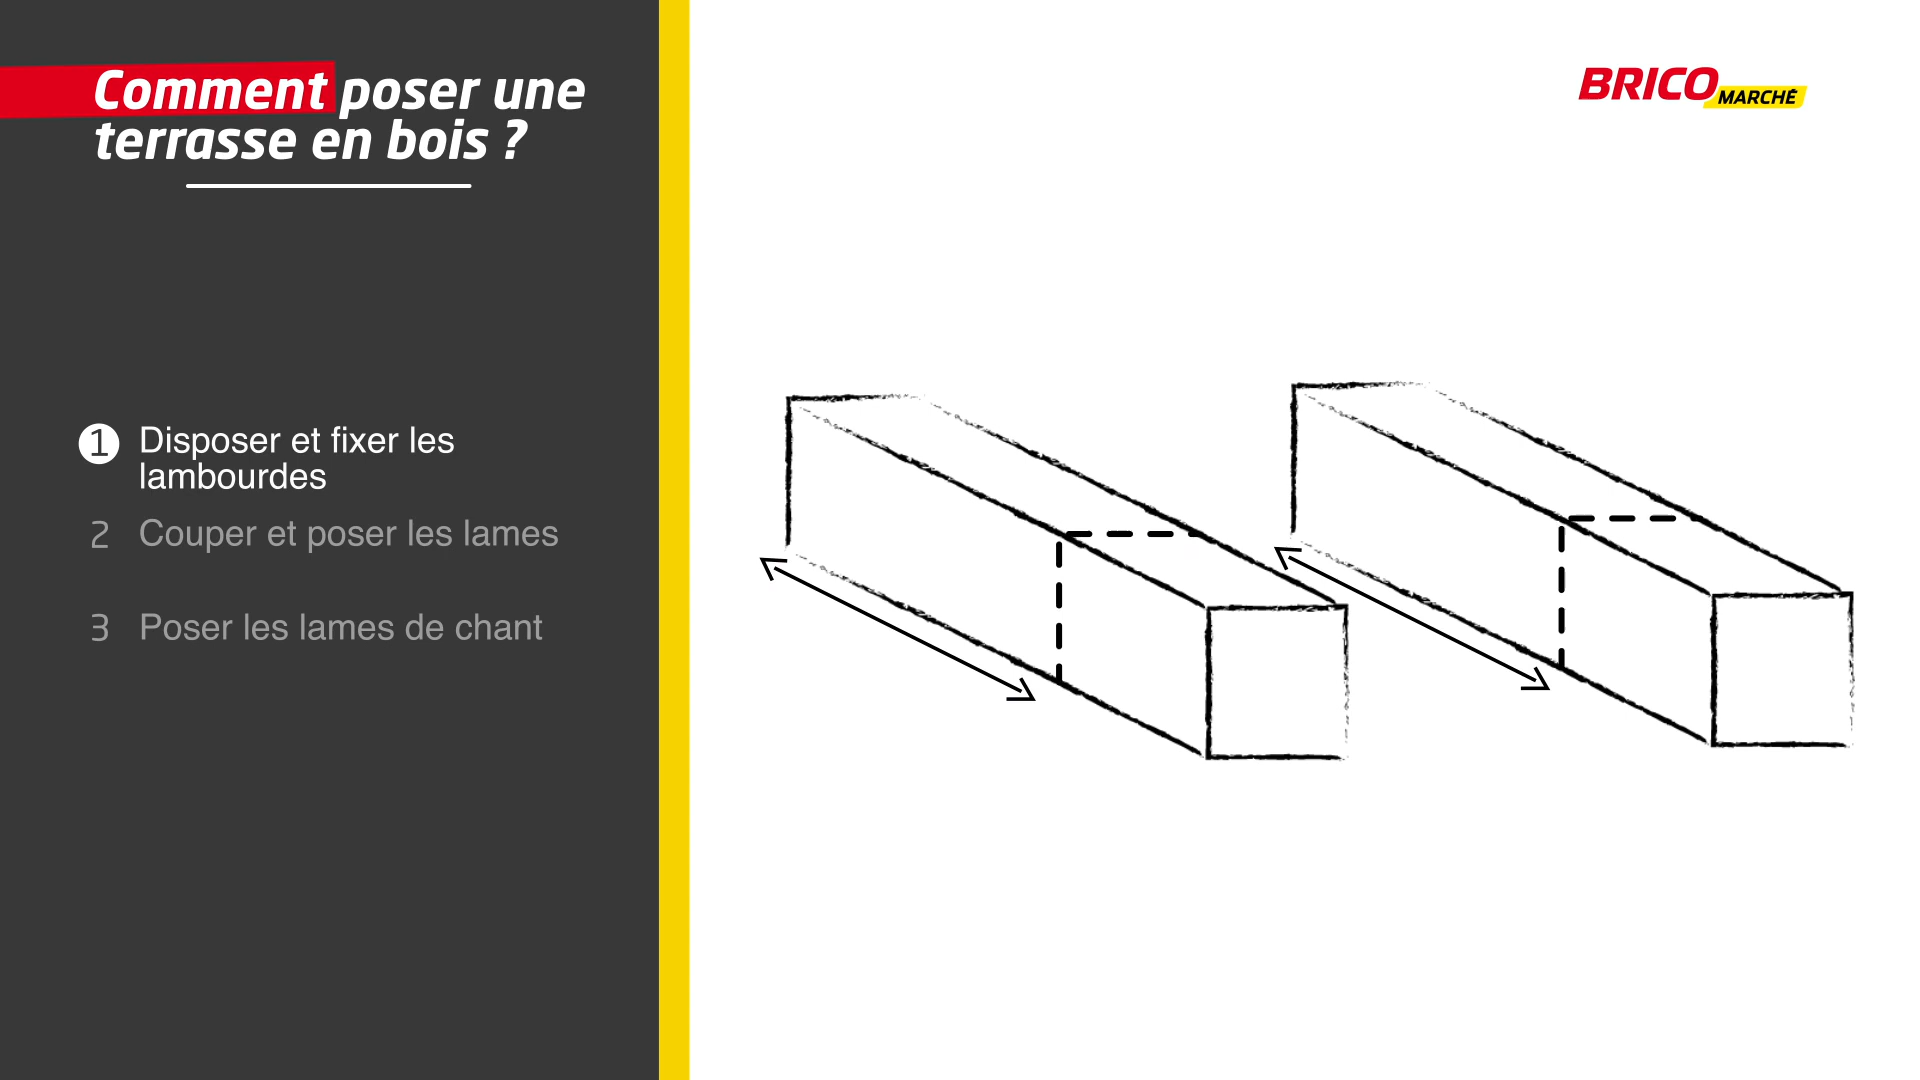 Comment poser une
terrasse en bois ?
BRICO
MARCHÉ
1 Disposer et fixer les
lambourdes
2 Couper et poser les lames
3 Poser les lames de chant